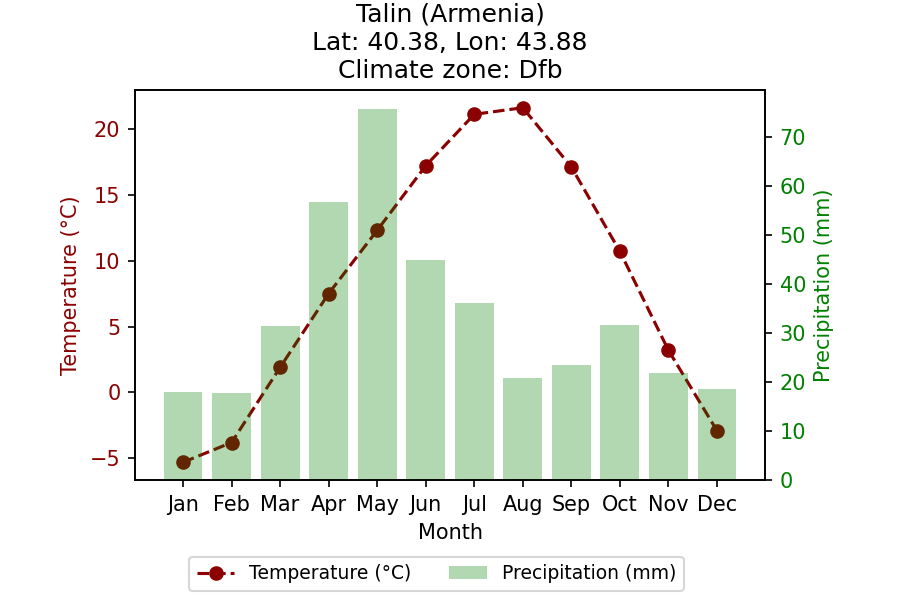 Talin (Armenia)
Lat: 40.38, Lon: 43.88
Climate zone: Dfb
Temperature (°C)
20
15
10
5
0
−5
Precipitation (mm)
70
60
50
40
30
20
10
0
Jan Feb Mar Apr May Jun Jul Aug Sep Oct Nov Dec
Month
Temperature (°C) Precipitation (mm)